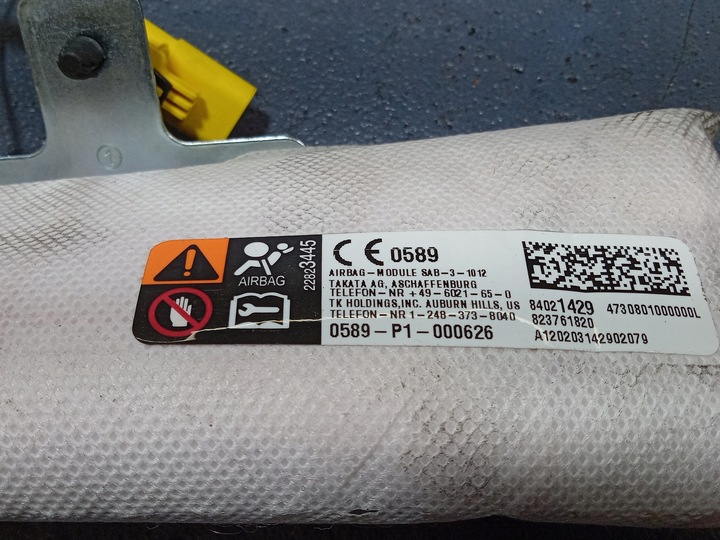 AIRBAG
22823445
CE 0589
AIRBAG-MODULE SAB-3-1012
TAKATA AG, ASCHAFFENBURG
TELEFON-NR +49-6021-65-0
TK HOLDINGS,INC. AUBURN HILLS, US
TELEFON-NR 1-248-373-8040
0589-P1-000626
84021429 4730801000000L
823761820
A120203142902079